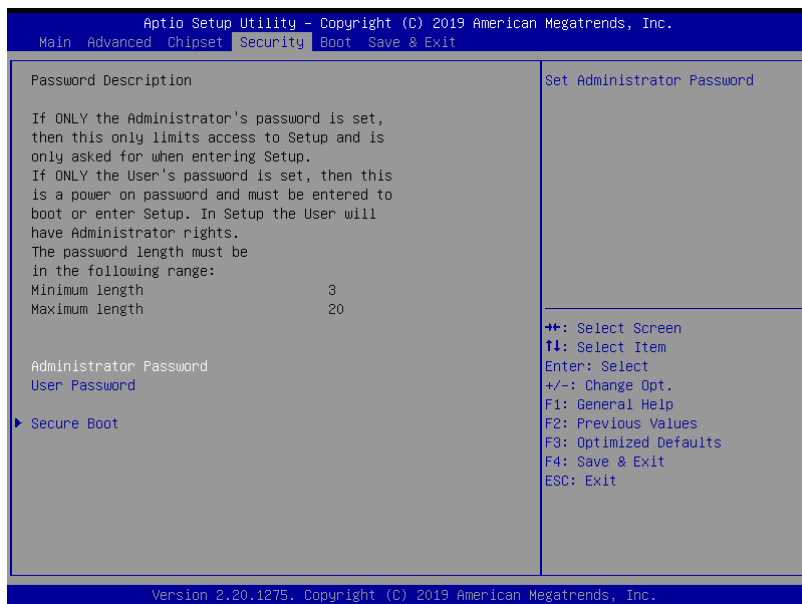 Aptio Setup Utility – Copyright (C) 2019 American Megatrends, Inc.
Main Advanced Chipset Security Boot Save & Exit
Password Description
If ONLY the Administrator's password is set,
then this only limits access to Setup and is
only asked for when entering Setup.
If ONLY the User's password is set, then this
is a power on password and must be entered to
boot or enter Setup. In Setup the User will
have Administrator rights.
The password length must be
in the following range:
Minimum length 3
Maximum length 20
Administrator Password
User Password
Secure Boot
Set Administrator Password
→←: Select Screen
↑↓: Select Item
Enter: Select
+/-: Change Opt.
F1: General Help
F2: Previous Values
F3: Optimized Defaults
F4: Save & Exit
ESC: Exit
Version 2.20.1275. Copyright (C) 2019 American Megatrends, Inc.